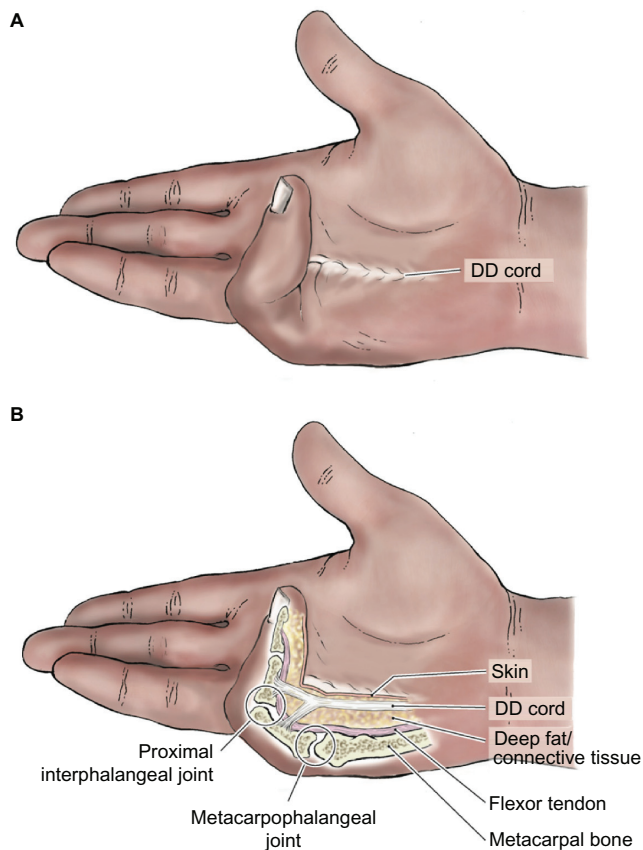 A
DD cord
B
Skin
DD cord
Deep fat/
connective tissue
Proximal
interphalangeal joint
Flexor tendon
Metacarpophalangeal
joint
Metacarpal bone